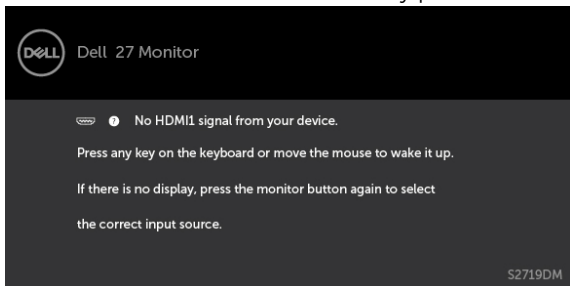 DELL
Dell 27 Monitor
? No HDMI1 signal from your device.
Press any key on the keyboard or move the mouse to wake it up.
If there is no display, press the monitor button again to select
the correct input source.
S2719DM